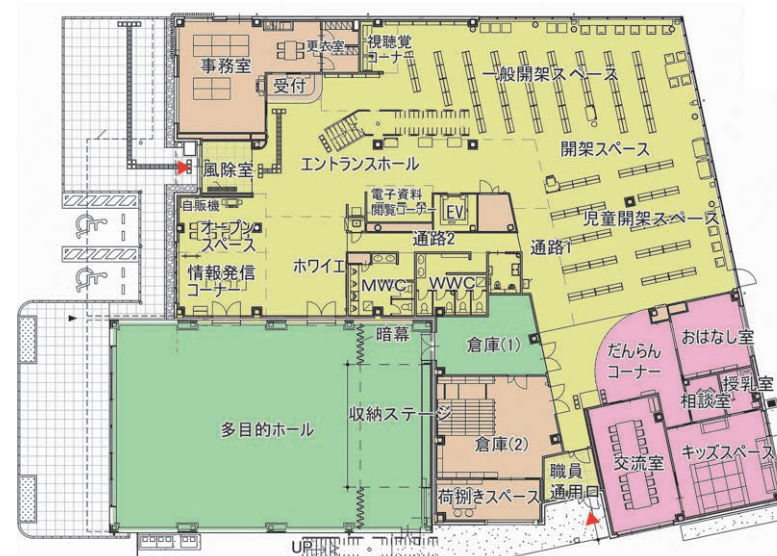 事務室
更衣室
視聴覚
コーナー
受付
一般開架スペース
開架スペース
風除室
エントランスホール
自販機
オープン
スペース
電子資料
閲覧コーナー
EV
児童開架スペース
通路2
通路1
情報発信
コーナー
ホワイエ
MWC
WWC
暗幕
倉庫(1)
だんらん
コーナー
おはなし室
授乳室
相談室
多目的ホール
収納ステージ
倉庫(2)
交流室
キッズスペース
職員
通用口
荷捌きスペース
UP